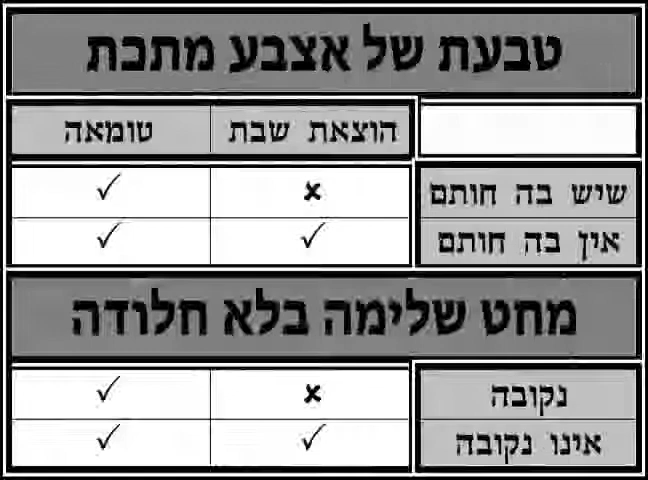 טבעת של אצבע מתכת
הוצאת שבת טומאה
שיש בה חותם ✘ ✓
אין בה חותם ✓ ✓
מחט שלימה בלא חלודה
נקובה ✘ ✓
אינו נקובה ✓ ✓